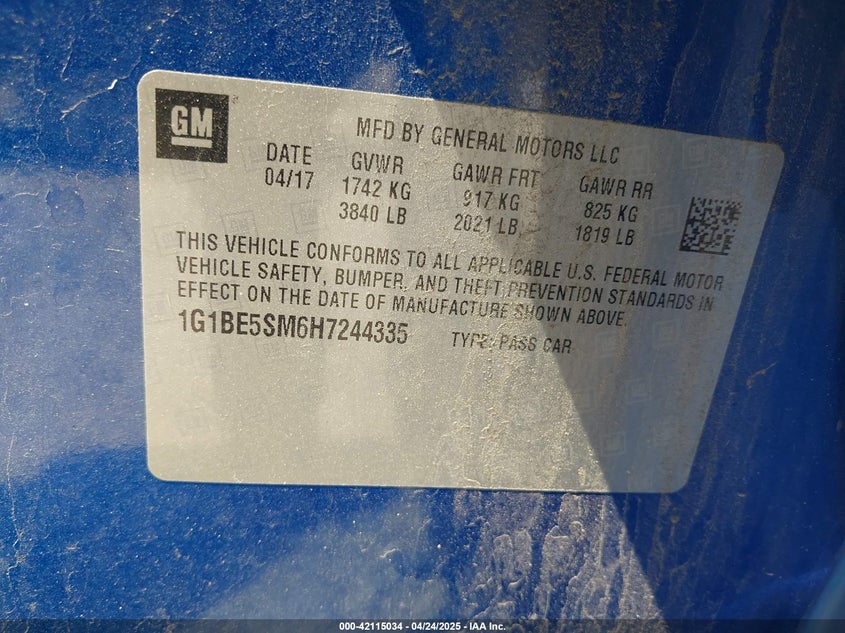 GM
MFD BY GENERAL MOTORS LLC
DATE GVWR GAWR FRT GAWR RR
04/17 1742 KG 917 KG 825 KG
3840 LB 2021 LB 1819 LB
THIS VEHICLE CONFORMS TO ALL APPLICABLE U.S. FEDERAL MOTOR
VEHICLE SAFETY, BUMPER, AND THEFT PREVENTION STANDARDS IN
EFFECT ON THE DATE OF MANUFACTURE SHOWN ABOVE.
1G1BE5SM6H7244335 TYPE: PASS CAR
000-42115034 - 04/24/2025 - IAA Inc.